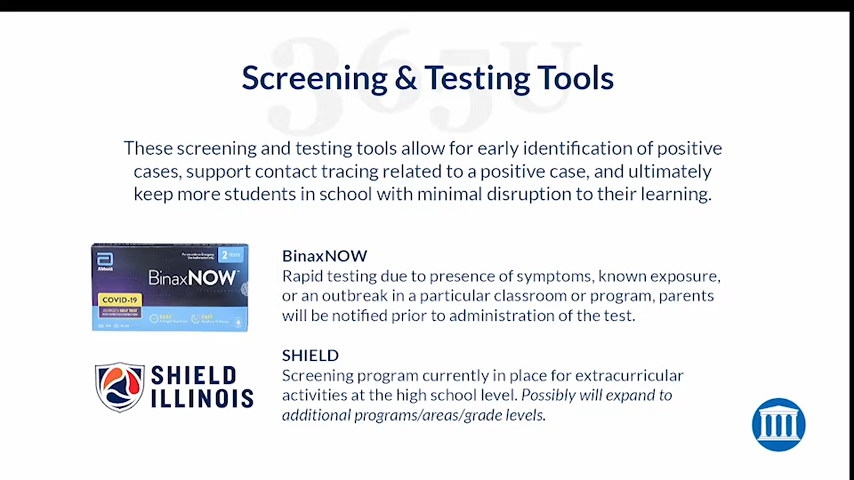 365U
Screening & Testing Tools
These screening and testing tools allow for early identification of positive
cases, support contact tracing related to a positive case, and ultimately
keep more students in school with minimal disruption to their learning.
Abbott
2 TESTS
BinaxNOW
COVID-19
BinaxNOW
Rapid testing due to presence of symptoms, known exposure,
or an outbreak in a particular classroom or program, parents
will be notified prior to administration of the test.
SHIELD
ILLINOIS
SHIELD
Screening program currently in place for extracurricular
activities at the high school level. Possibly will expand to
additional programs/areas/grade levels.